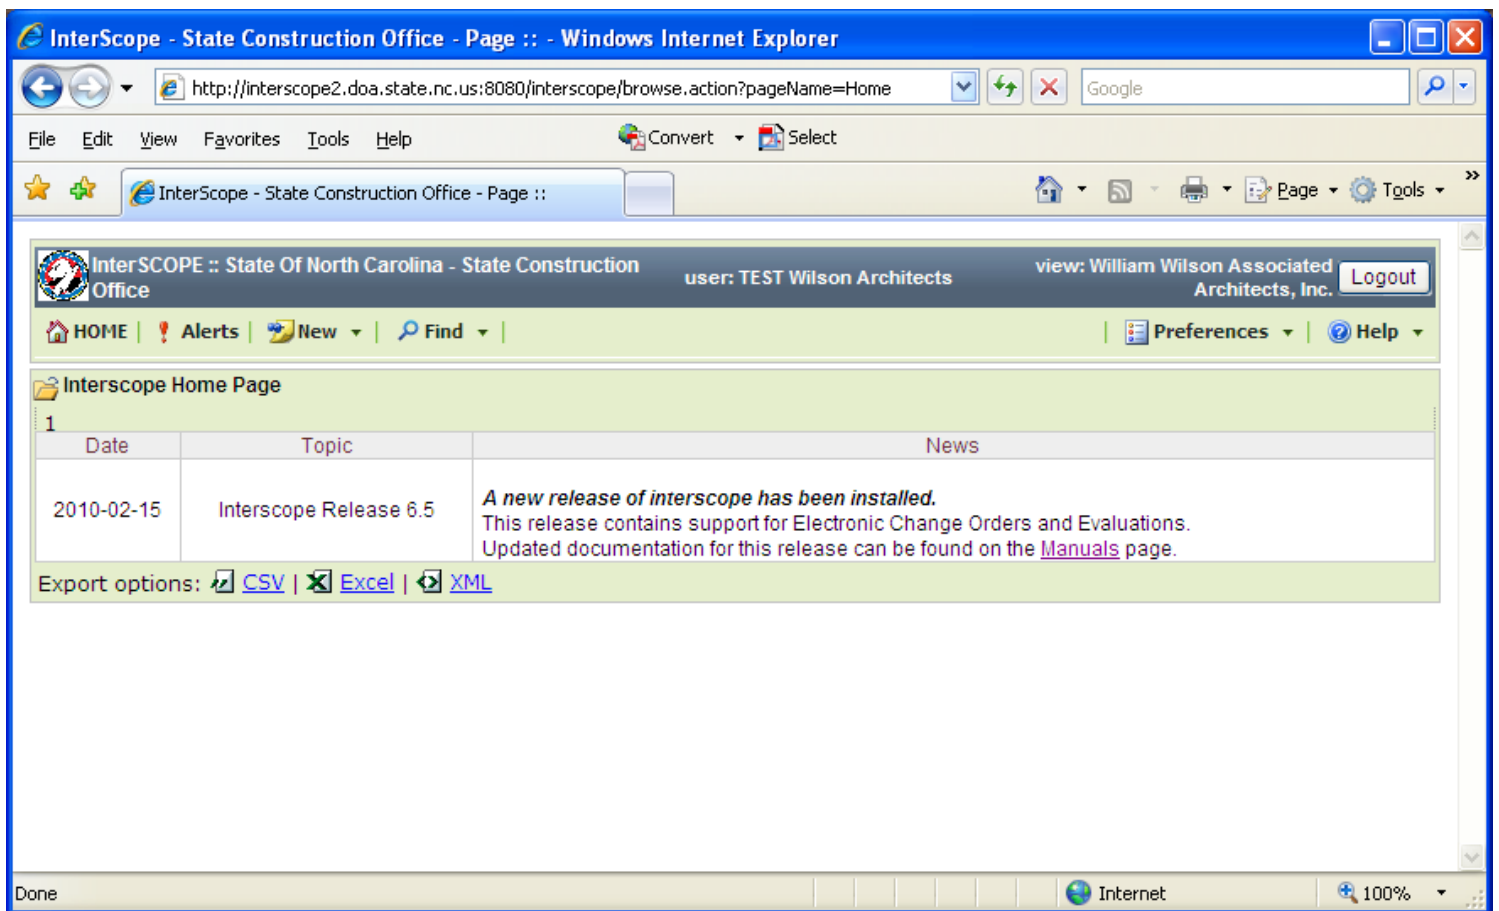 InterScope - State Construction Office - Page :: - Windows Internet Explorer
http://interscope2.doa.state.nc.us:8080/interscope/browse.action?pageName=Home
Google
File Edit View Favorites Tools Help
Convert Select
InterScope - State Construction Office - Page ::
Page Tools »
InterSCOPE :: State Of North Carolina - State Construction
Office
user: TEST Wilson Architects
view: William Wilson Associated
Architects, Inc.
Logout
HOME | Alerts | New | Find |
| Preferences | Help
Interscope Home Page
1
Date Topic News
2010-02-15 Interscope Release 6.5
A new release of interscope has been installed.
This release contains support for Electronic Change Orders and Evaluations.
Updated documentation for this release can be found on the Manuals page.
Export options: CSV | Excel | XML
Done Internet 100%